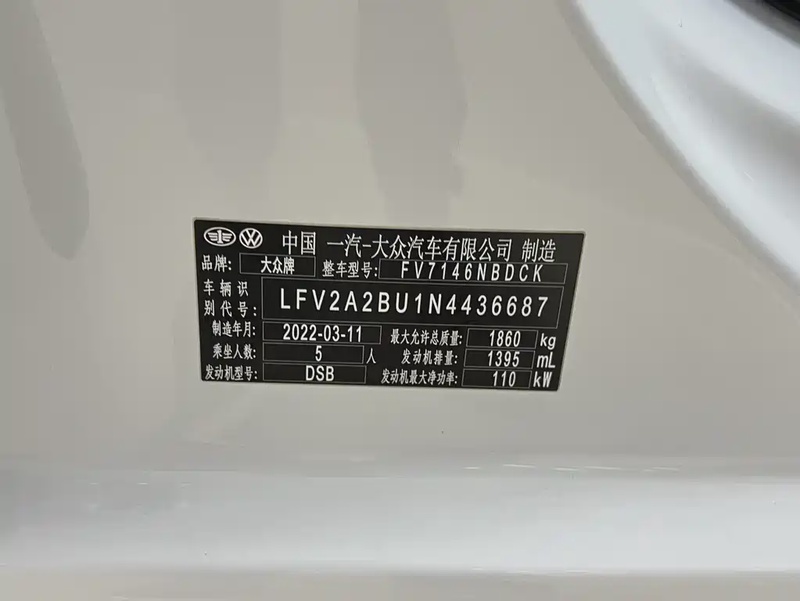 中国 一汽-大众汽车有限公司 制造
品牌: 大众牌 整车型号: FV7146NBDCK
车辆识别代号: LFV2A2BU1N4436687
制造年月: 2022-03-11 最大允许总质量: 1860 kg
乘坐人数: 5 人 发动机排量: 1395 mL
发动机型号: DSB 发动机最大净功率: 110 kW